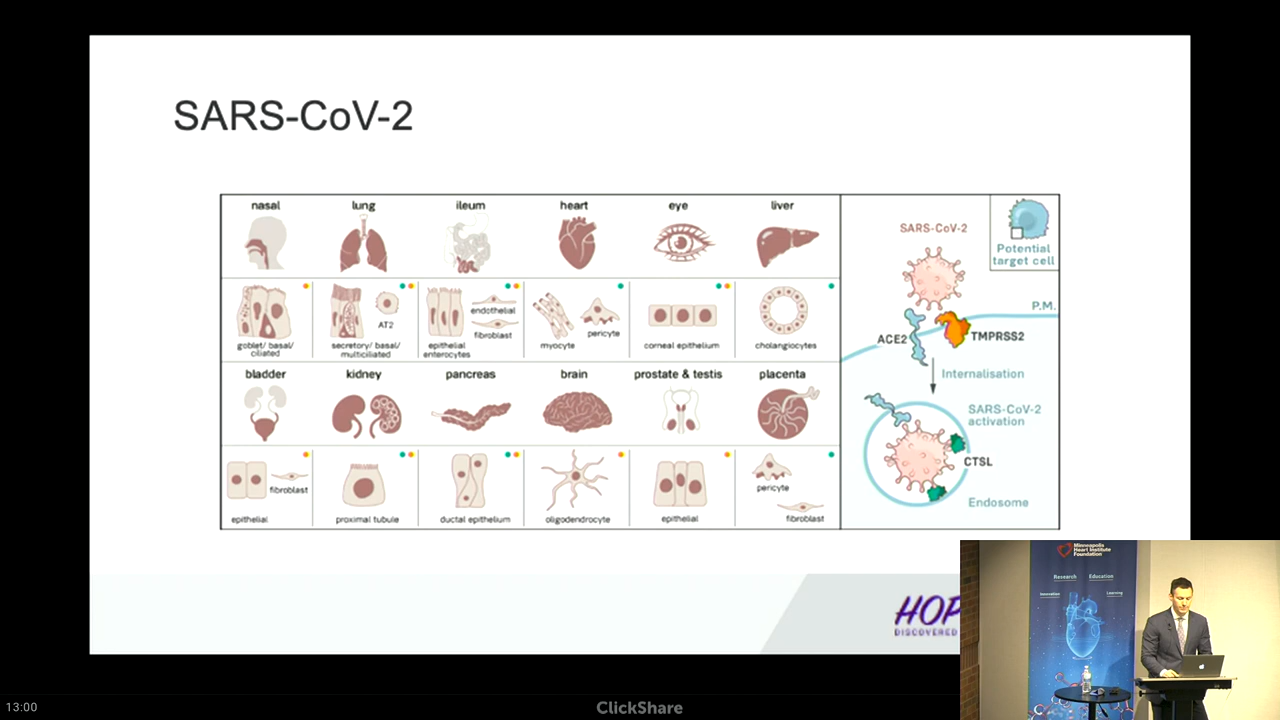 SARS-CoV-2
nasal
lung
ileum
heart
eye
liver
goblet/ basal/
ciliated
AT2
secretory/ basal/
multiciliated
endothelial
fibroblast
epithelial
enterocytes
myocyte
pericyte
corneal epithelium
cholangiocytes
bladder
kidney
pancreas
brain
prostate & testis
placenta
fibroblast
epithelial
proximal tubule
ductal epithelium
oligodendrocyte
epithelial
pericyte
fibroblast
SARS-CoV-2
Potential
target cell
P.M.
ACE2
TMPRSS2
Internalisation
SARS-CoV-2
activation
CTSL
Endosome
HOP
DISCOVERED
Minneapolis
Heart Institute
Foundation
Research
Education
Innovation
Learning
13:00
ClickShare